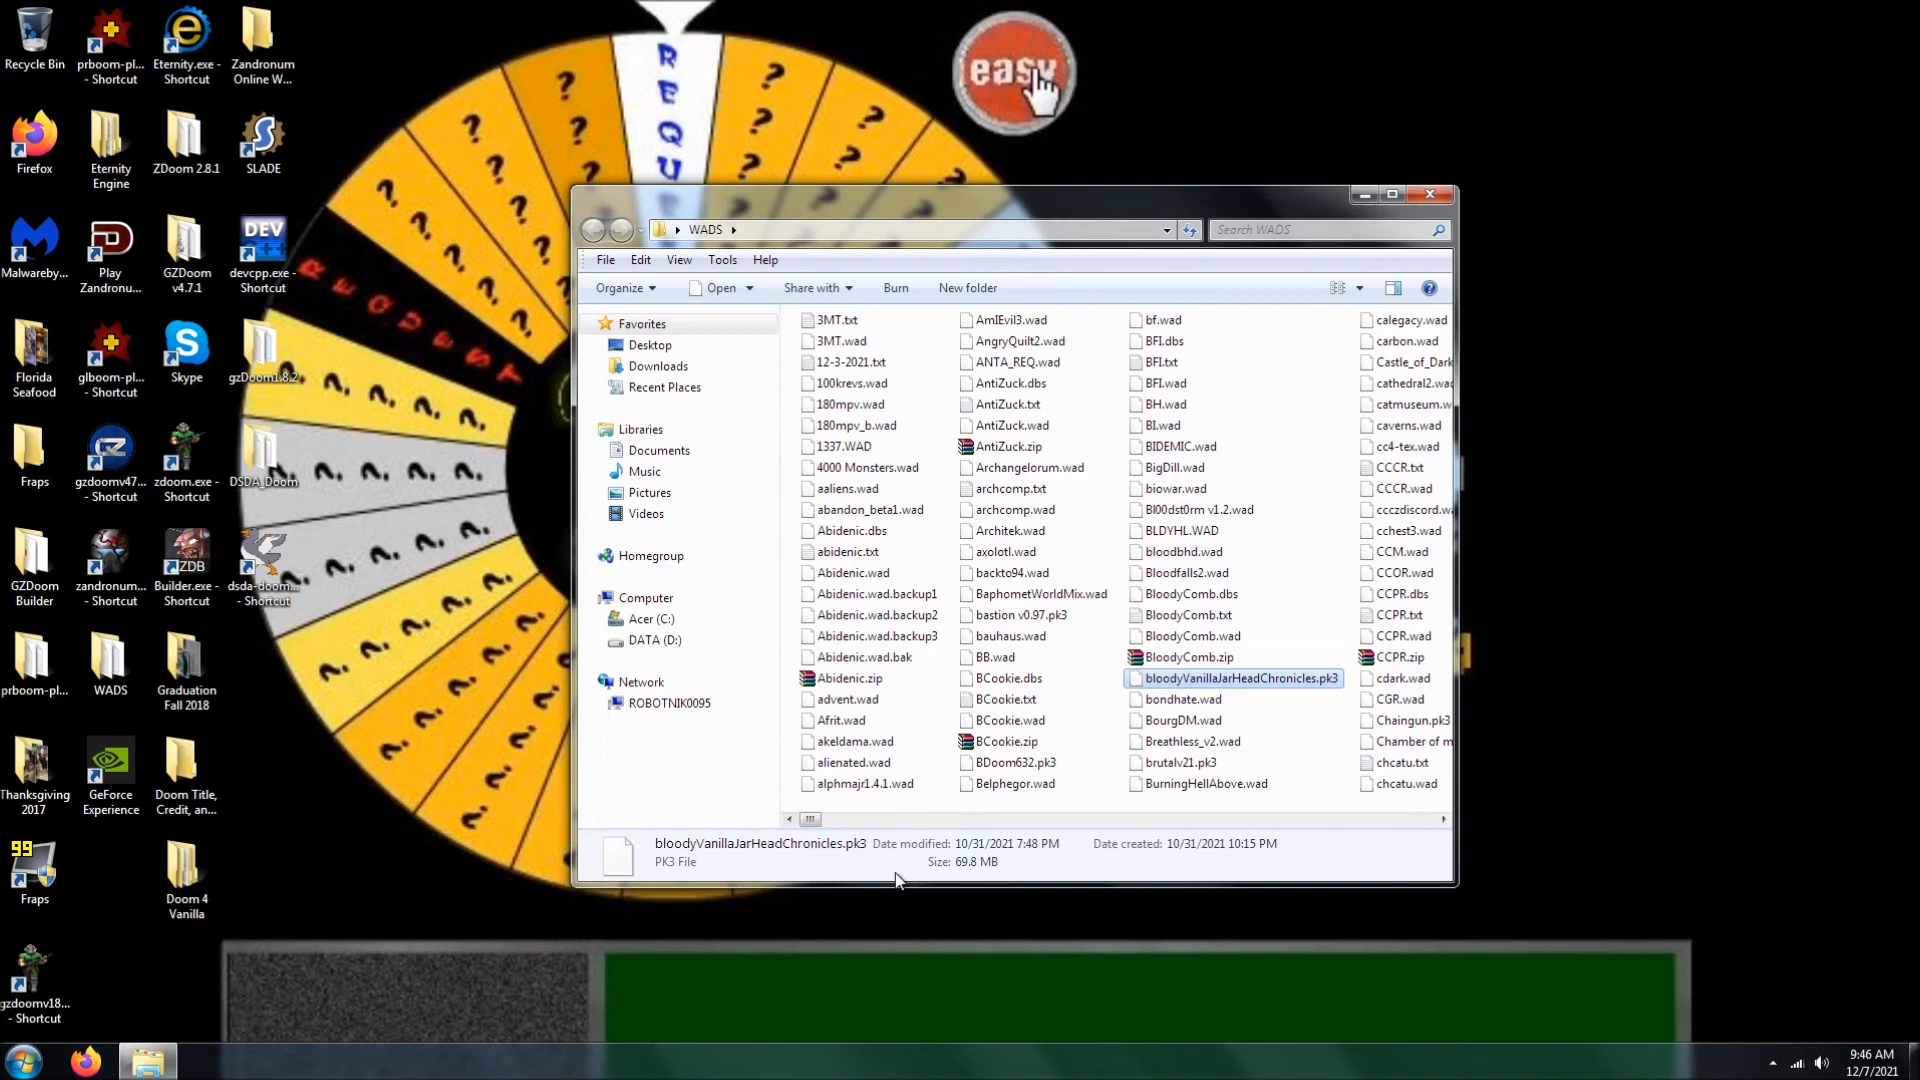 Recycle Bin
prboom-pl...
- Shortcut
Eternity.exe -
Shortcut
Zandronum
Online W...
Firefox
Eternity
Engine
ZDoom 2.8.1
SLADE
Malwareby...
Play
Zandronu...
GZDoom
v4.7.1
DEV
C++
devcpp.exe -
Shortcut
Florida
Seafood
glboom-pl...
- Shortcut
Skype
gzDoom1.8.2
Fraps
gzdoomv47...
- Shortcut
zdoom.exe -
Shortcut
DSDA_Doom
GZDoom
Builder
zandronum...
- Shortcut
ZDB
Builder.exe -
Shortcut
dsda-doom...
- Shortcut
prboom-pl...
WADS
Graduation
Fall 2018
Thanksgiving
2017
GeForce
Experience
Doom Title,
Credit, an...
99
Fraps
Doom 4
Vanilla
gzdoomv18...
- Shortcut
REQU
REQUEST
? ? ? ?
easy
WADS
Search WADS
File Edit View Tools Help
Organize Open Share with Burn New folder
Favorites
Desktop
Downloads
Recent Places
Libraries
Documents
Music
Pictures
Videos
Homegroup
Computer
Acer (C:)
DATA (D:)
Network
ROBOTNIK0095
3MT.txt
3MT.wad
12-3-2021.txt
100krevs.wad
180mpv.wad
180mpv_b.wad
1337.WAD
4000 Monsters.wad
aaliens.wad
abandon_beta1.wad
Abidenic.dbs
abidenic.txt
Abidenic.wad
Abidenic.wad.backup1
Abidenic.wad.backup2
Abidenic.wad.backup3
Abidenic.wad.bak
Abidenic.zip
advent.wad
Afrit.wad
akeldama.wad
alienated.wad
alphmajr1.4.1.wad
AmIEvil3.wad
AngryQuilt2.wad
ANTA_REQ.wad
AntiZuck.dbs
AntiZuck.txt
AntiZuck.wad
AntiZuck.zip
Archangelorum.wad
archcomp.txt
archcomp.wad
Architek.wad
axolotl.wad
backto94.wad
BaphometWorldMix.wad
bastion v0.97.pk3
bauhaus.wad
BB.wad
BCookie.dbs
BCookie.txt
BCookie.wad
BCookie.zip
BDoom632.pk3
Belphegor.wad
bf.wad
BFI.dbs
BFI.txt
BFI.wad
BH.wad
BI.wad
BIDEMIC.wad
BigDill.wad
biowar.wad
Bl00dst0rm v1.2.wad
BLDYHL.WAD
bloodbhd.wad
Bloodfalls2.wad
BloodyComb.dbs
BloodyComb.txt
BloodyComb.wad
BloodyComb.zip
bloodyVanillaJarHeadChronicles.pk3
bondhate.wad
BourgDM.wad
Breathless_v2.wad
brutalv21.pk3
BurningHellAbove.wad
calegacy.wad
carbon.wad
Castle_of_Dark
cathedral2.wad
catmuseum.w
caverns.wad
cc4-tex.wad
CCCR.txt
CCCR.wad
ccczdiscord.wa
cchest3.wad
CCM.wad
CCOR.wad
CCPR.dbs
CCPR.txt
CCPR.wad
CCPR.zip
cdark.wad
CGR.wad
Chaingun.pk3
Chamber of m
chcatu.txt
chcatu.wad
bloodyVanillaJarHeadChronicles.pk3 Date modified: 10/31/2021 7:48 PM Date created: 10/31/2021 10:15 PM
PK3 File Size: 69.8 MB
9:46 AM
12/7/2021